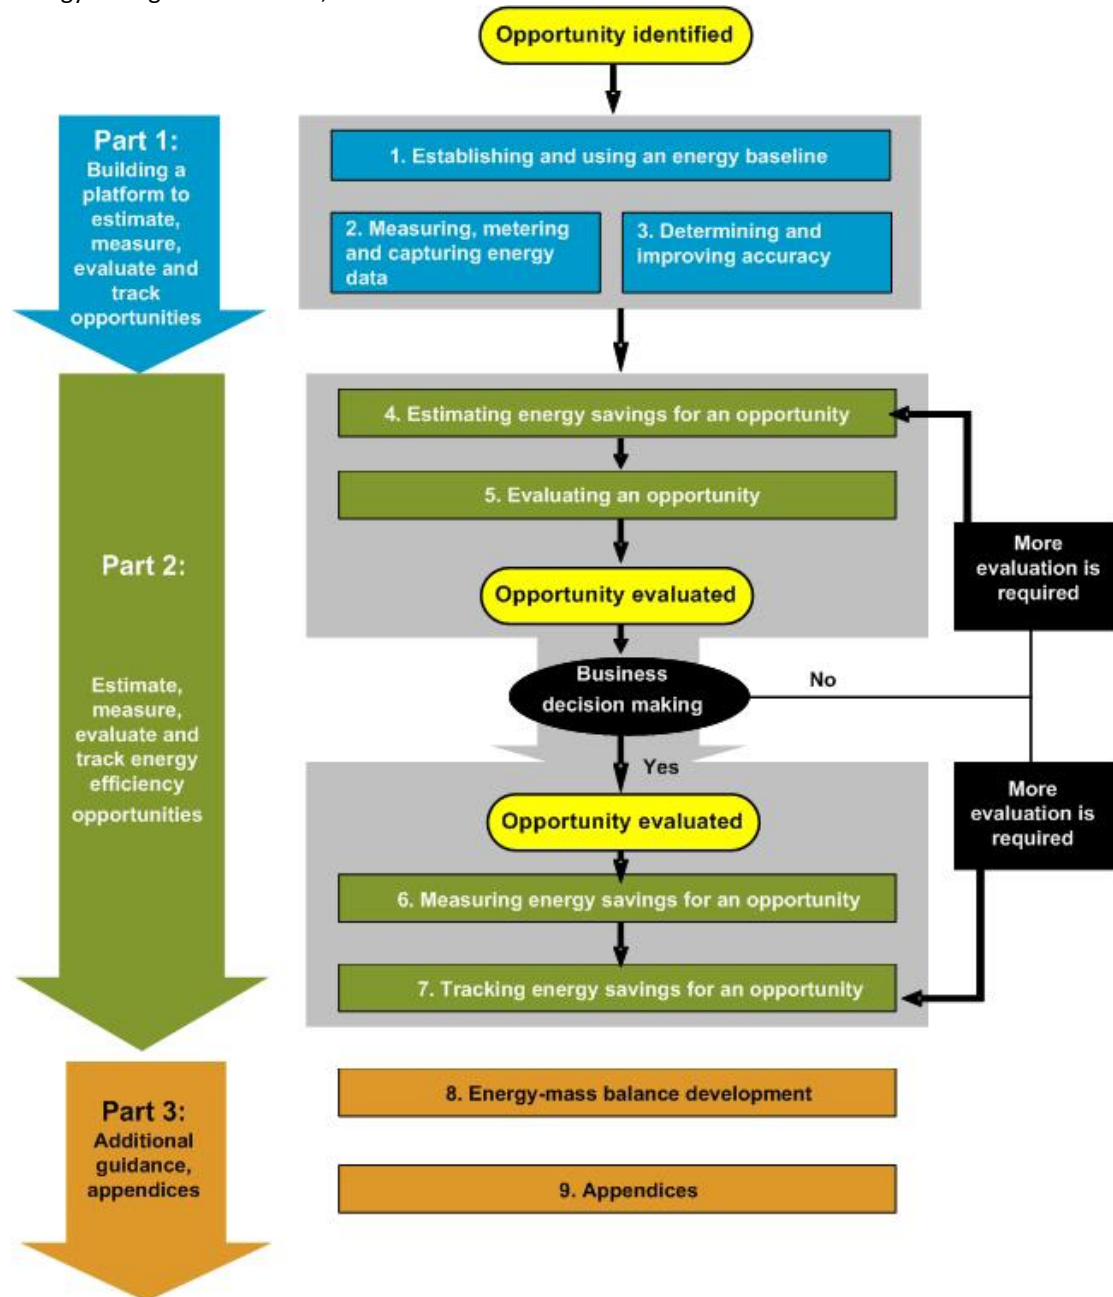 Opportunity identified
Part 1:
Building a
platform to
estimate,
measure,
evaluate and
track
opportunities
1. Establishing and using an energy baseline
2. Measuring, metering
and capturing energy
data
3. Determining and
improving accuracy
Part 2:
Estimate,
measure,
evaluate and
track energy
efficiency
opportunities
4. Estimating energy savings for an opportunity
5. Evaluating an opportunity
Opportunity evaluated
More
evaluation is
required
Business
decision making
No
Yes
More
evaluation is
required
Opportunity evaluated
6. Measuring energy savings for an opportunity
7. Tracking energy savings for an opportunity
Part 3:
Additional
guidance,
appendices
8. Energy-mass balance development
9. Appendices